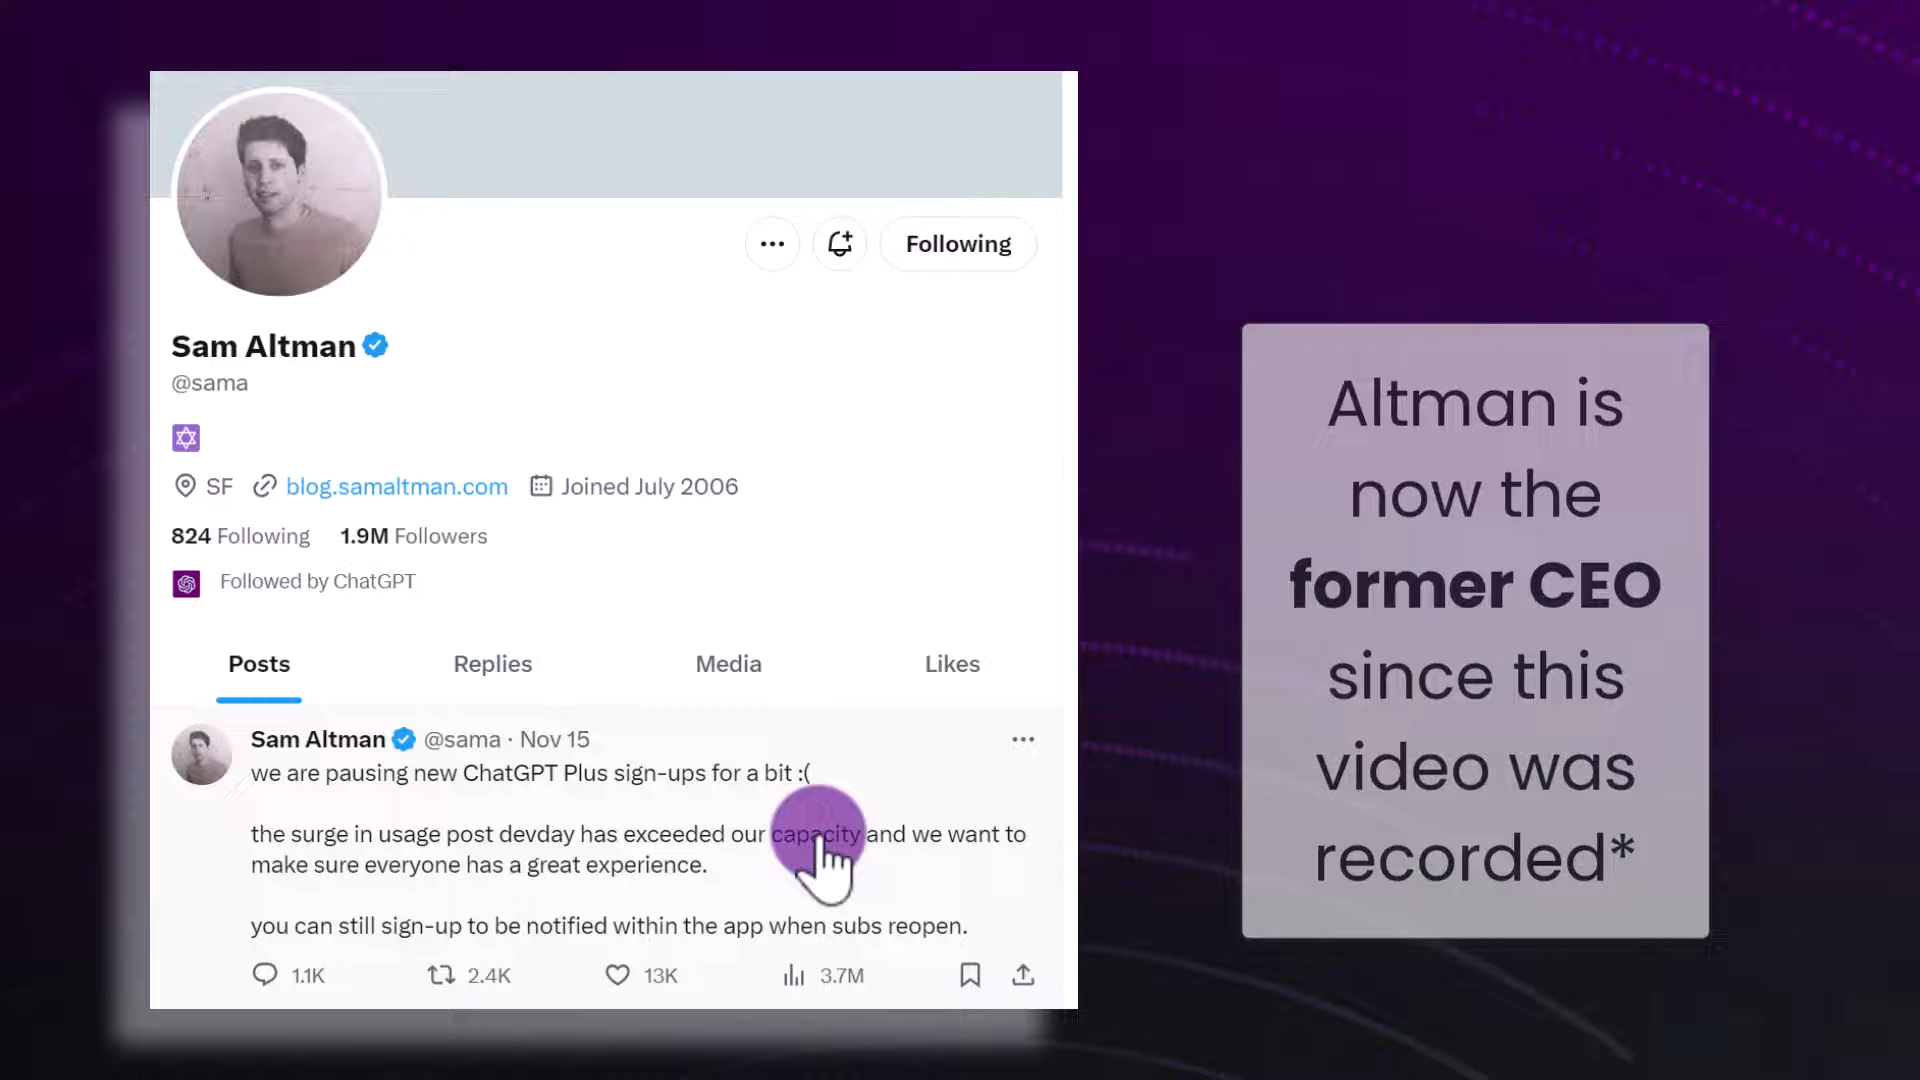 Following
Sam Altman
@sama
SF blog.samaltman.com Joined July 2006
824 Following 1.9M Followers
Followed by ChatGPT
Posts Replies Media Likes
Sam Altman @sama · Nov 15
we are pausing new ChatGPT Plus sign-ups for a bit :(
the surge in usage post devday has exceeded our capacity and we want to
make sure everyone has a great experience.
you can still sign-up to be notified within the app when subs reopen.
1.1K 2.4K 13K 3.7M
Altman is
now the
former CEO
since this
video was
recorded*